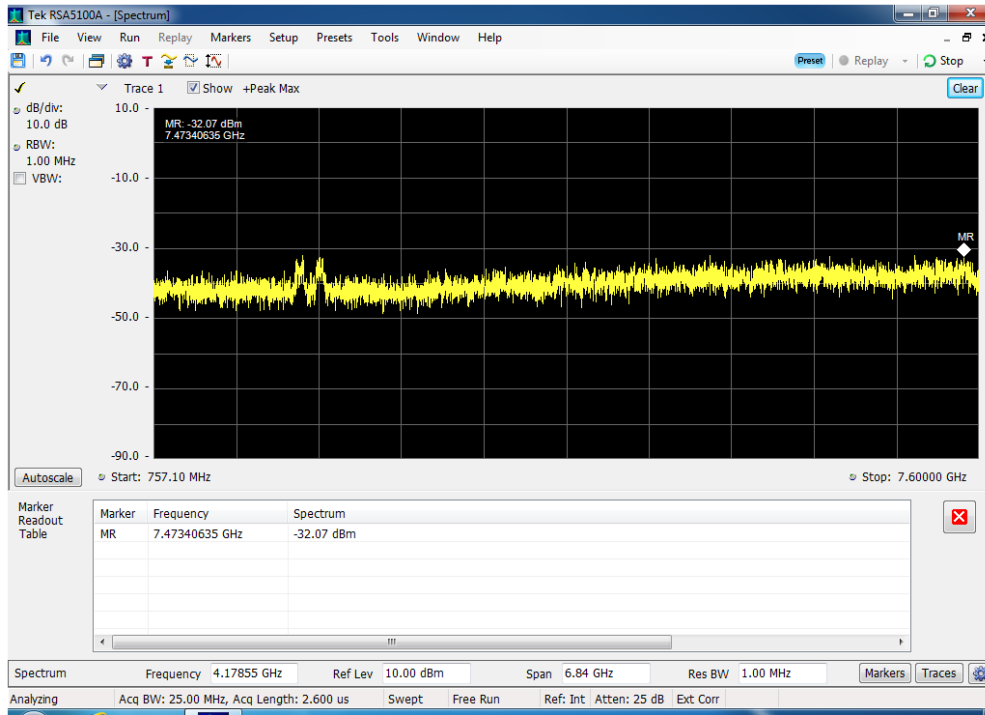 Tek RSA5100A - [Spectrum]
File View Run Replay Markers Setup Presets Tools Window Help
T Preset Replay Stop
Trace 1 Show +Peak Max Clear
dB/div:
10.0 dB
RBW:
1.00 MHz
VBW:
10.0
MR: -32.07 dBm
7.47340635 GHz
-10.0
-30.0
MR
-50.0
-70.0
-90.0
Autoscale Start: 757.10 MHz Stop: 7.60000 GHz
Marker
Readout
Table
Marker Frequency Spectrum
MR 7.47340635 GHz -32.07 dBm
Spectrum Frequency 4.17855 GHz Ref Lev 10.00 dBm Span 6.84 GHz Res BW 1.00 MHz Markers Traces
Analyzing Acq BW: 25.00 MHz, Acq Length: 2.600 us Swept Free Run Ref: Int Atten: 25 dB Ext Corr